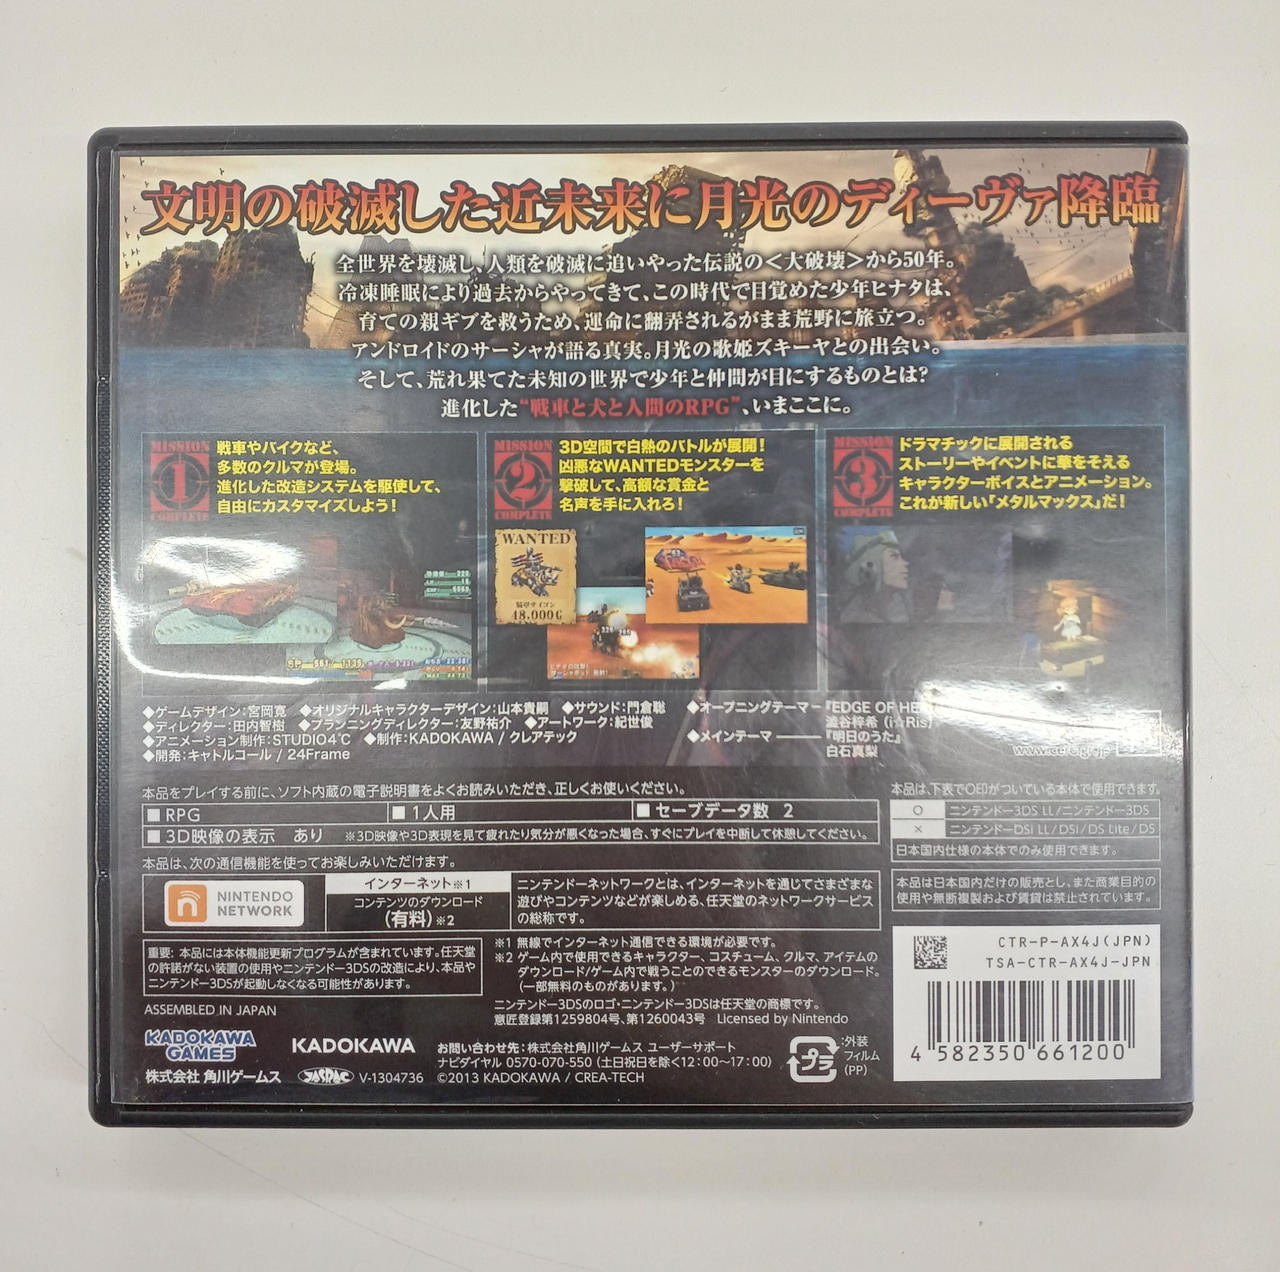 文明の破滅した近未来に月光のディーヴァ降臨
全世界を壊滅し、人類を破滅に追いやった伝説の＜大破壊＞から50年。
冷凍睡眠により過去からやってきて、この時代で目覚めた少年ヒナタは、
育ての親ギブを救うため、運命に翻弄されるがまま荒野に旅立つ。
アンドロイドのサーシャが語る真実。月光の歌姫ズキーヤとの出会い。
そして、荒れ果てた未知の世界で少年と仲間が目にするものとは?
進化した“戦車と犬と人間のRPG”、いまここに。
MISSION
1
COMPLETE
戦車やバイクなど、
多数のクルマが登場。
進化した改造システムを駆使して、
自由にカスタマイズしよう!
MISSION
2
COMPLETE
3D空間で白熱のバトルが展開!
凶悪なWANTEDモンスターを
撃破して、高額な賞金と
名声を手に入れろ!
WANTED
48,000G
MISSION
3
COMPLETE
ドラマチックに展開される
ストーリーやイベントに華をそえる
キャラクターボイスとアニメーション。
これが新しい「メタルマックス」だ!
◆ゲームデザイン:宮岡寛 ◆オリジナルキャラクターデザイン:山本貴嗣 ◆サウンド:門倉聡
◆ディレクター:田内智樹 ◆プランニングディレクター:友野祐介 ◆アートワーク:紀世俊
◆アニメーション制作:STUDIO4℃ ◆制作:KADOKAWA / クレアテック
◆開発:キャトルコール / 24Frame
◆オープニングテーマ ー『EDGE OF
澁谷梓希(i☆Ris)
◆メインテーマ ――『明日のうた』
白石真梨
www.cero.gr.jp
本品をプレイする前に、ソフト内蔵の電子説明書をよくお読みいただき、正しくお使いください。
■ RPG ■ 1人用 ■ セーブデータ数 2
■ 3D映像の表示 あり ※3D映像や3D表現を見て疲れたり気分が悪くなった場合、すぐにプレイを中断して休憩してください。
本品は、下表で○印がついている本体で使用できます。
○ ニンテンドー3DS LL/ニンテンドー3DS
× ニンテンドーDSi LL/DSi/DS Lite/DS
日本国内仕様の本体でのみ使用できます。
本品は、次の通信機能を使ってお楽しみいただけます。
NINTENDO
NETWORK
インターネット※1
コンテンツのダウンロード
(有料)※2
ニンテンドーネットワークとは、インターネットを通じてさまざまな
遊びやコンテンツなどが楽しめる、任天堂のネットワークサービス
の総称です。
本品は日本国内だけの販売とし、また商業目的の
使用や無断複製および賃貸は禁止されています。
重要: 本品には本体機能更新プログラムが含まれています。任天堂
の許諾がない装置の使用やニンテンドー3DSの改造により、本品や
ニンテンドー3DSが起動しなくなる可能性があります。
※1 無線でインターネット通信できる環境が必要です。
※2 ゲーム内で使用できるキャラクター、コスチューム、クルマ、アイテムの
ダウンロード/ゲーム内で戦うことのできるモンスターのダウンロード。
(一部無料のものがあります。)
ニンテンドー3DSのロゴ・ニンテンドー3DSは任天堂の商標です。
意匠登録第1259804号、第1260043号 Licensed by Nintendo
ASSEMBLED IN JAPAN
KADOKAWA
GAMES
株式会社 角川ゲームス
KADOKAWA
JASRAC V-1304736
お問い合わせ先:株式会社角川ゲームス ユーザーサポート
ナビダイヤル 0570-070-550 (土日祝日を除く12:00〜17:00)
©2013 KADOKAWA / CREA-TECH
プラ
:外装
フィルム
(PP)
CTR-P-AX4J(JPN)
TSA-CTR-AX4J-JPN
4 582350 661200